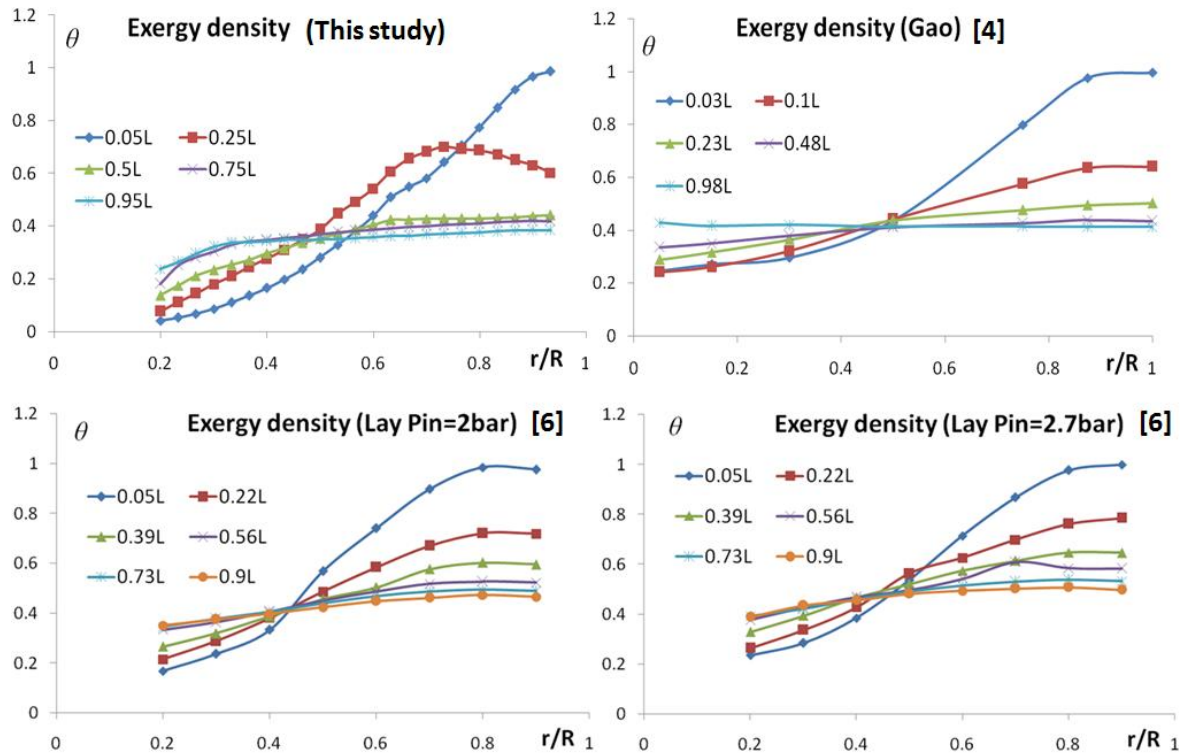 Exergy density (This study)
θ
1.2
1
0.8
0.6
0.4
0.2
0
0.05L
0.25L
0.5L
0.75L
0.95L
0
0.2
0.4
0.6
0.8
1
r/R
Exergy density (Gao) [4]
θ
1.2
1
0.8
0.6
0.4
0.2
0
0.03L
0.1L
0.23L
0.48L
0.98L
0
0.2
0.4
0.6
0.8
1
r/R
Exergy density (Lay Pin=2bar) [6]
θ
1.2
1
0.8
0.6
0.4
0.2
0
0.05L
0.22L
0.39L
0.56L
0.73L
0.9L
0
0.2
0.4
0.6
0.8
1
r/R
Exergy density (Lay Pin=2.7bar) [6]
θ
1.2
1
0.8
0.6
0.4
0.2
0
0.05L
0.22L
0.39L
0.56L
0.73L
0.9L
0
0.2
0.4
0.6
0.8
1
r/R